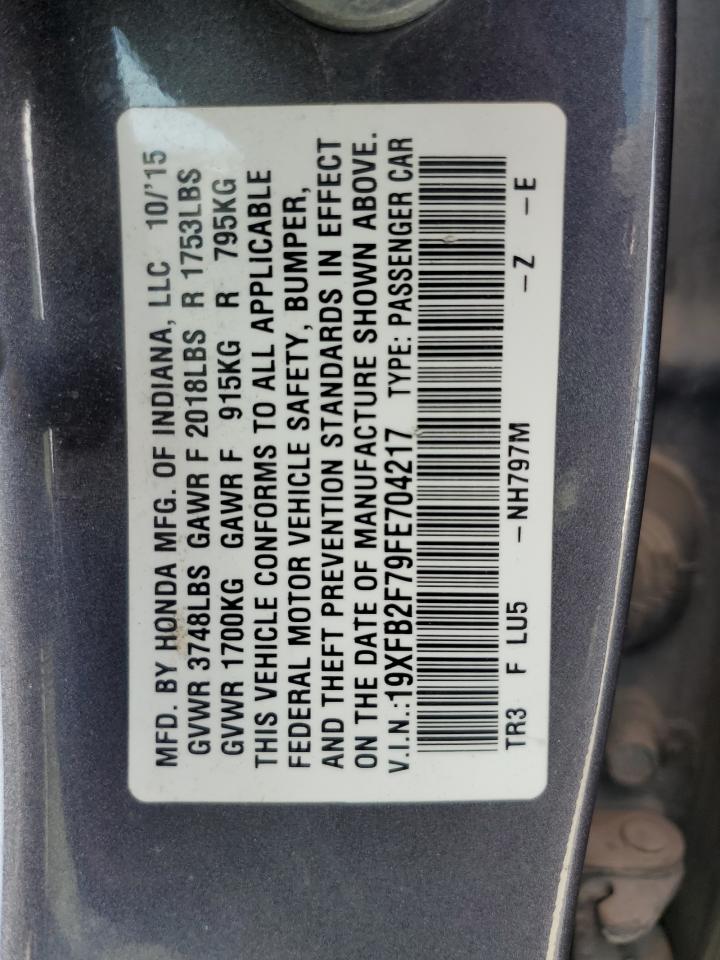 MFD. BY HONDA MFG. OF INDIANA, LLC 10/'15
GVWR 3748LBS GAWR F 2018LBS R 1753LBS
GVWR 1700KG GAWR F 915KG R 795KG
THIS VEHICLE CONFORMS TO ALL APPLICABLE
FEDERAL MOTOR VEHICLE SAFETY, BUMPER,
AND THEFT PREVENTION STANDARDS IN EFFECT
ON THE DATE OF MANUFACTURE SHOWN ABOVE.
V.I.N.:19XFB2F79FE704217 TYPE: PASSENGER CAR
TR3 F LU5 -NH797M -Z -E